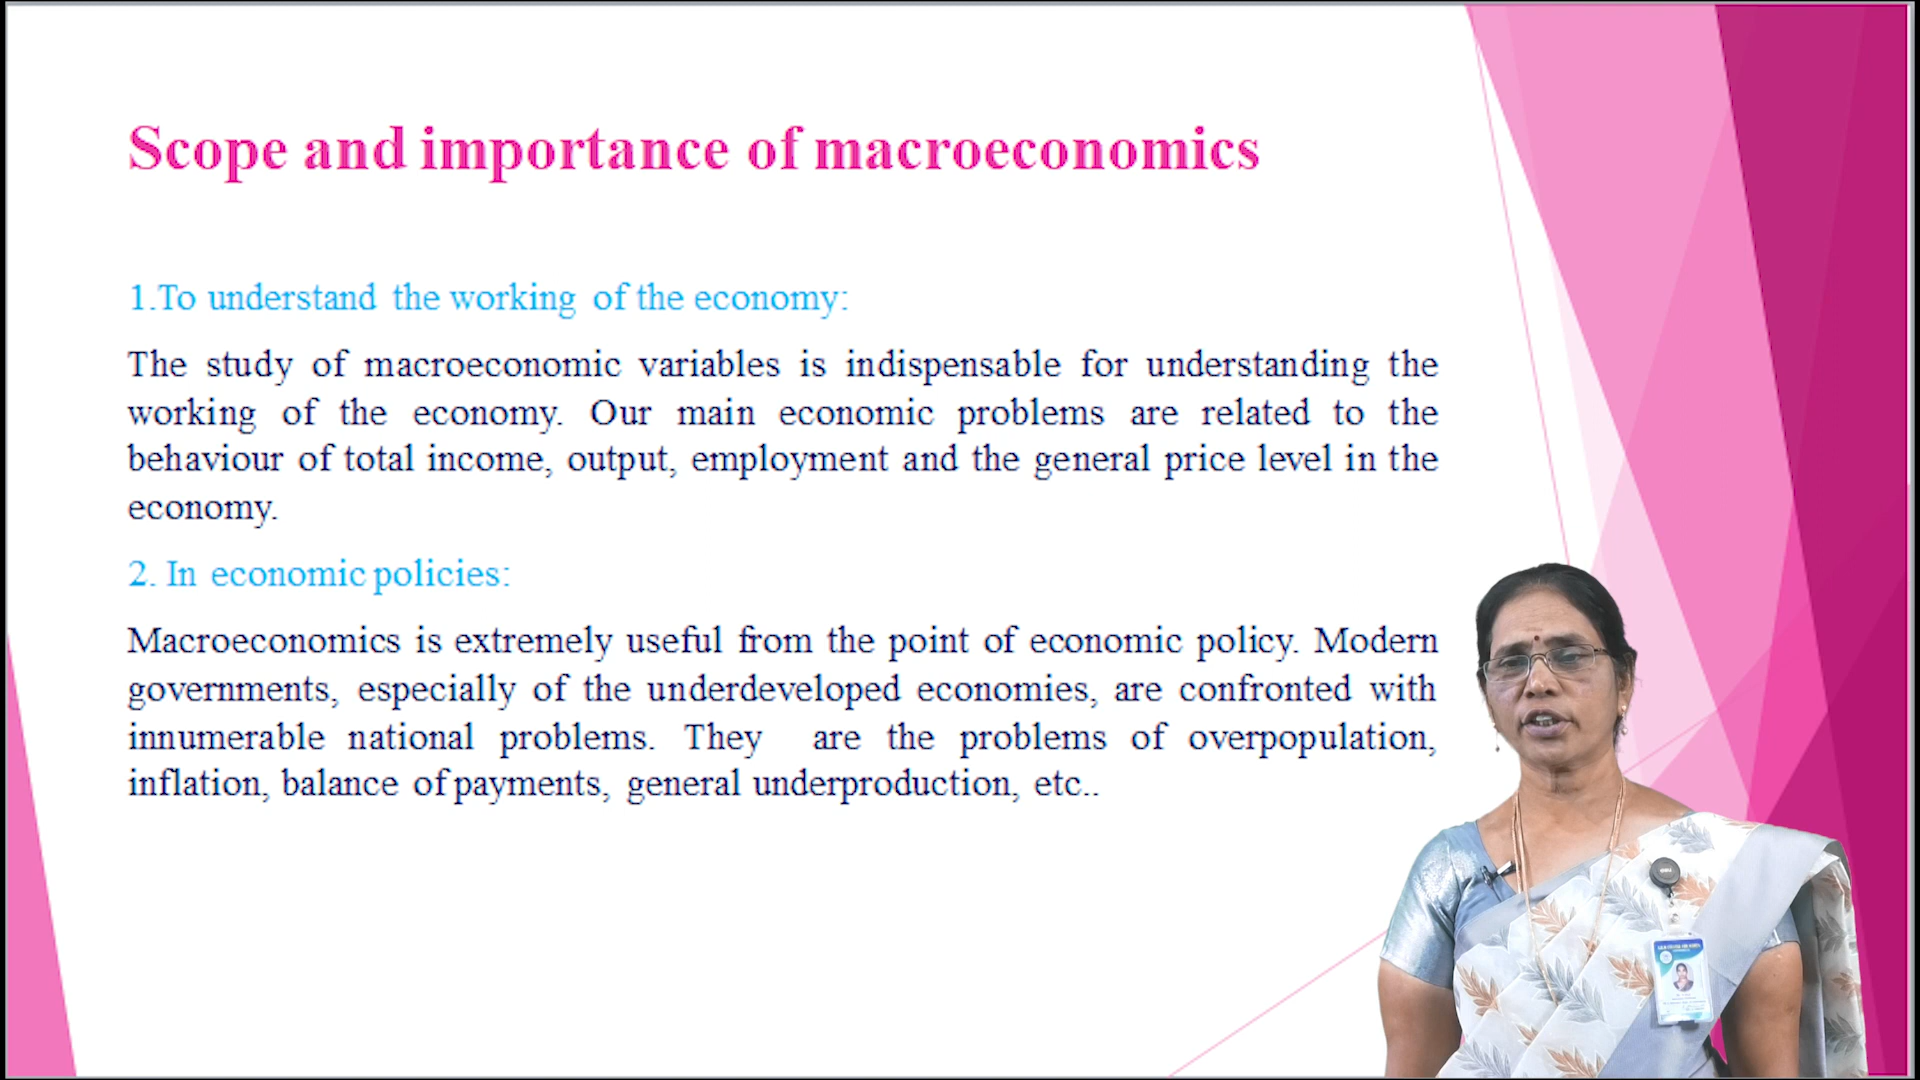 Scope and importance of macroeconomics
1.To understand the working of the economy:
The study of macroeconomic variables is indispensable for understanding the
working of the economy. Our main economic problems are related to the
behaviour of total income, output, employment and the general price level in the
economy.
2. In economic policies:
Macroeconomics is extremely useful from the point of economic policy. Modern
governments, especially of the underdeveloped economies, are confronted with
innumerable national problems. They are the problems of overpopulation,
inflation, balance of payments, general underproduction, etc..